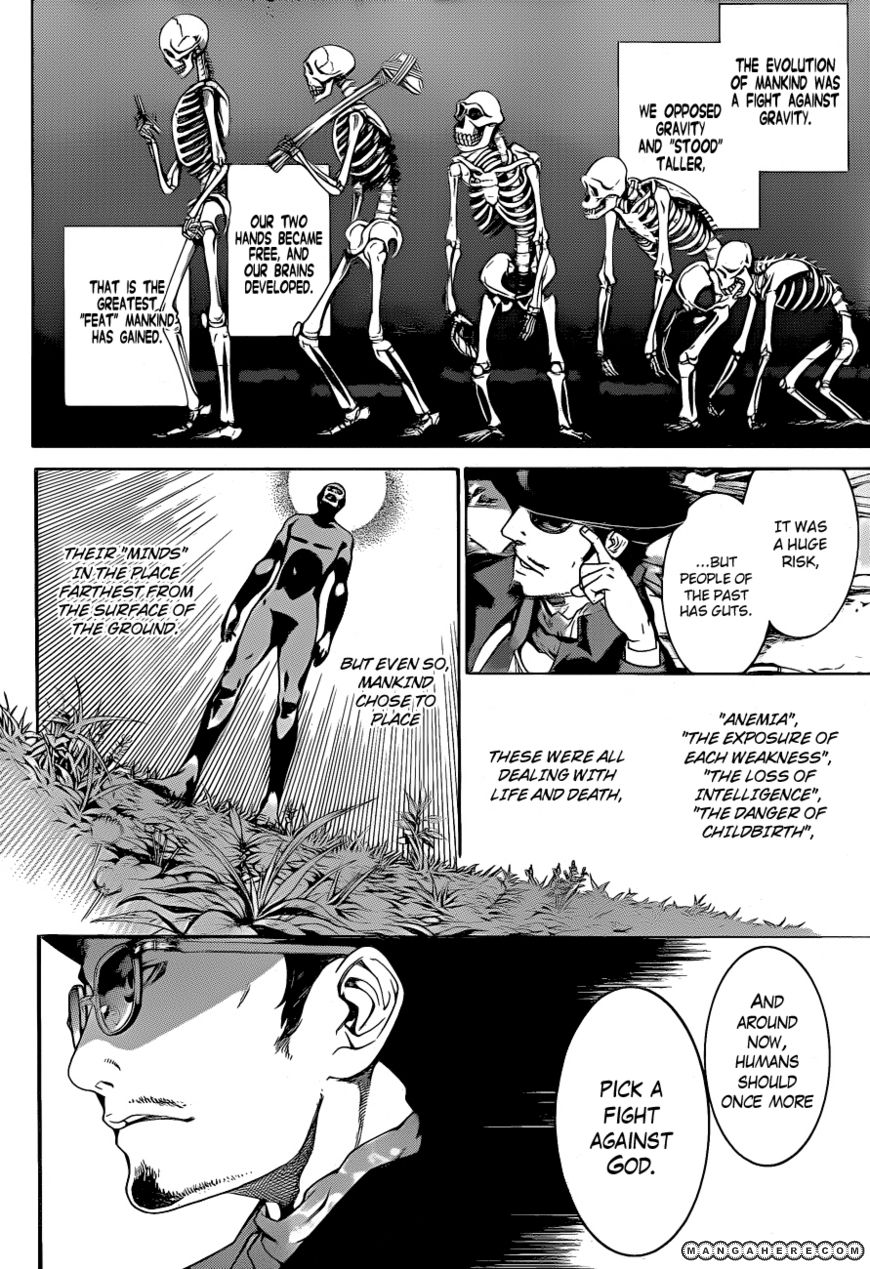 THE EVOLUTION
OF MANKIND WAS
A FIGHT AGAINST
GRAVITY.
WE OPPOSED
GRAVITY
AND "STOOD"
TALLER,
OUR TWO
HANDS BECAME
FREE, AND
OUR BRAINS
DEVELOPED.
THAT IS THE
GREATEST
"FEAT" MANKIND
HAS GAINED.
IT WAS
A HUGE
RISK,
...BUT
PEOPLE OF
THE PAST
HAS GUTS.
"ANEMIA",
"THE EXPOSURE OF
EACH WEAKNESS",
"THE LOSS OF
INTELLIGENCE",
"THE DANGER OF
CHILDBIRTH",
THESE WERE ALL
DEALING WITH
LIFE AND DEATH,
BUT EVEN SO,
MANKIND
CHOSE TO
PLACE
THEIR "MINDS"
IN THE PLACE
FARTHEST FROM
THE SURFACE OF
THE GROUND.
AND
AROUND
NOW,
HUMANS
SHOULD
ONCE MORE
PICK A
FIGHT
AGAINST
GOD.
MANGAHERE.COM